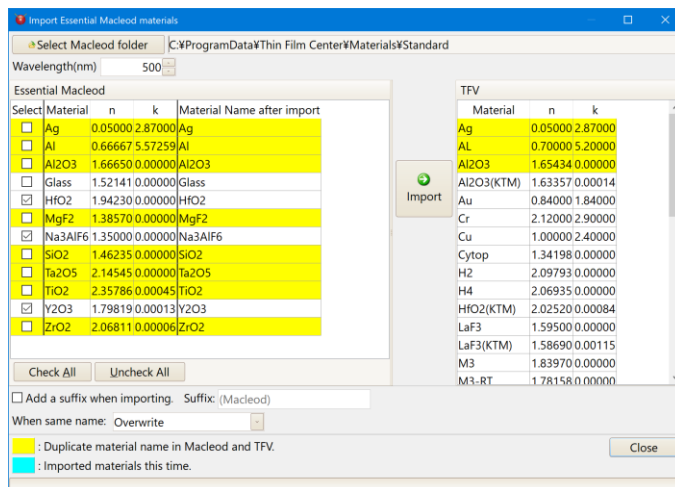 Import Essential Macleod materials
Select Macleod folder C:¥ProgramData¥Thin Film Center¥Materials¥Standard
Wavelength(nm) 500
Essential Macleod
Select Material n k Material Name after import
Ag 0.05000 2.87000 Ag
Al 0.66667 5.57259 Al
Al2O3 1.66650 0.00000 Al2O3
Glass 1.52141 0.00000 Glass
HfO2 1.94230 0.00000 HfO2
MgF2 1.38570 0.00000 MgF2
Na3AlF6 1.35000 0.00000 Na3AlF6
SiO2 1.46235 0.00000 SiO2
Ta2O5 2.14545 0.00000 Ta2O5
TiO2 2.35786 0.00045 TiO2
Y2O3 1.79819 0.00013 Y2O3
ZrO2 2.06811 0.00006 ZrO2
Check All Uncheck All
Import
TFV
Material n k
Ag 0.05000 2.87000
AL 0.70000 5.20000
Al2O3 1.65434 0.00000
Al2O3(KTM) 1.63357 0.00014
Au 0.84000 1.84000
Cr 2.12000 2.90000
Cu 1.00000 2.40000
Cytop 1.34198 0.00000
H2 2.09793 0.00000
H4 2.06935 0.00000
HfO2(KTM) 2.02520 0.00084
LaF3 1.59500 0.00000
LaF3(KTM) 1.58690 0.00115
M3 1.83970 0.00000
M3-RT 1.78158 0.00000
Add a suffix when importing. Suffix: (Macleod)
When same name: Overwrite
: Duplicate material name in Macleod and TFV.
: Imported materials this time.
Close